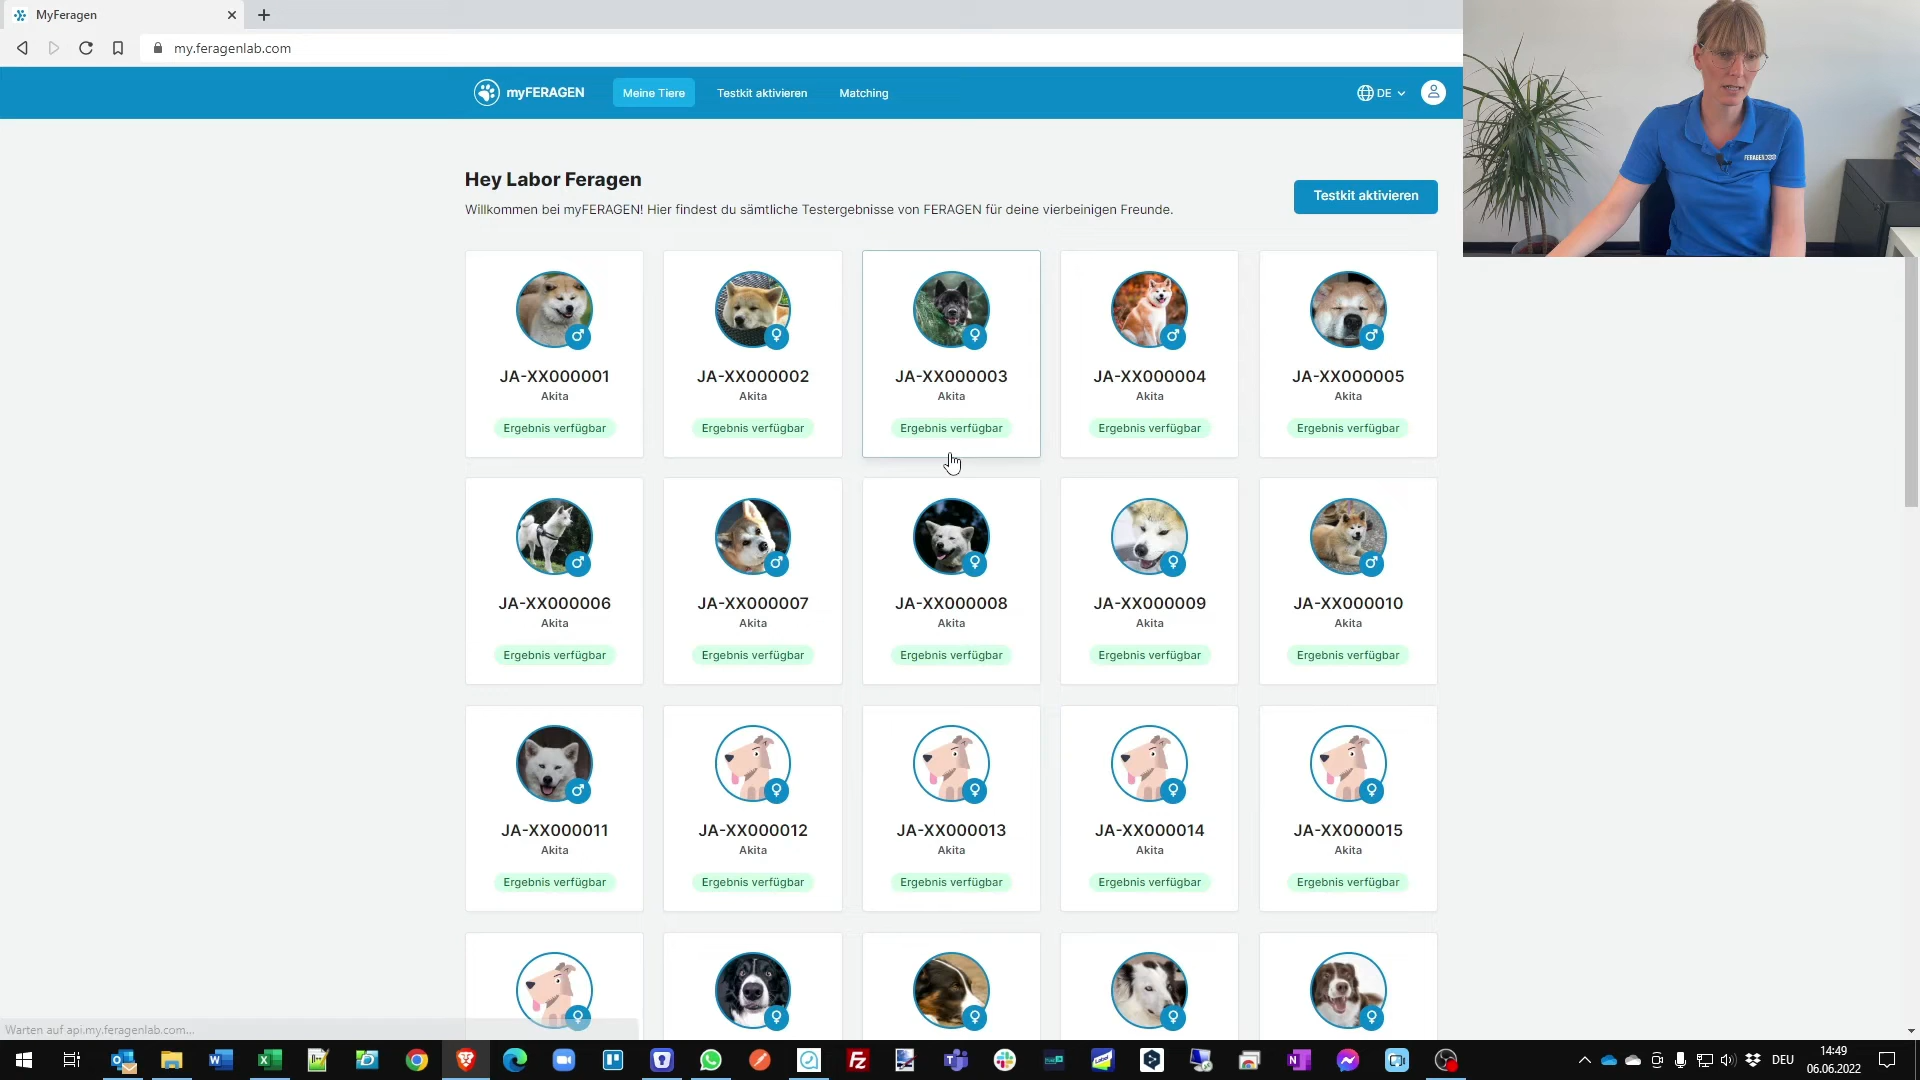 MyFeragen
my.feragenlab.com
myFERAGEN
Meine Tiere
Testkit aktivieren
Matching
DE
Hey Labor Feragen
Willkommen bei myFERAGEN! Hier findest du sämtliche Testergebnisse von FERAGEN für deine vierbeinigen Freunde.
Testkit aktivieren
JA-XX000001
Akita
Ergebnis verfügbar
JA-XX000002
Akita
Ergebnis verfügbar
JA-XX000003
Akita
Ergebnis verfügbar
JA-XX000004
Akita
Ergebnis verfügbar
JA-XX000005
Akita
Ergebnis verfügbar
JA-XX000006
Akita
Ergebnis verfügbar
JA-XX000007
Akita
Ergebnis verfügbar
JA-XX000008
Akita
Ergebnis verfügbar
JA-XX000009
Akita
Ergebnis verfügbar
JA-XX000010
Akita
Ergebnis verfügbar
JA-XX000011
Akita
Ergebnis verfügbar
JA-XX000012
Akita
Ergebnis verfügbar
JA-XX000013
Akita
Ergebnis verfügbar
JA-XX000014
Akita
Ergebnis verfügbar
JA-XX000015
Akita
Ergebnis verfügbar
Warten auf api.my.feragenlab.com...
DEU
14:49
06.06.2022